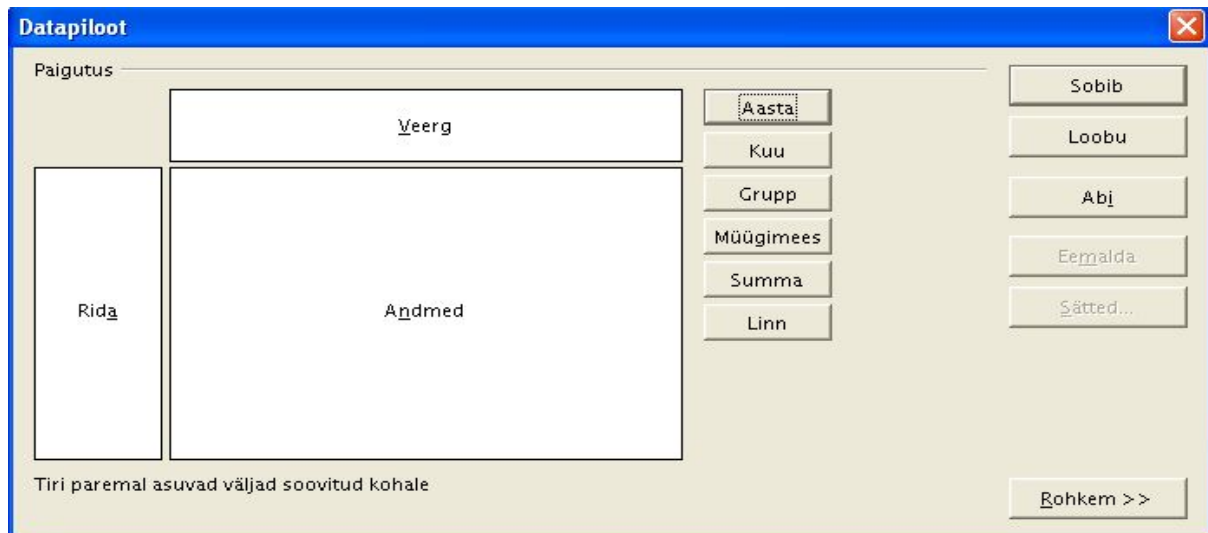 Datapiloot
Paigutus
Veerg
Rida
Andmed
Aasta
Kuu
Grupp
Müügimees
Summa
Linn
Sobib
Loobu
Abi
Eemalda
Sätted...
Tiri paremal asuvad väljad soovitud kohale
Rohkem >>